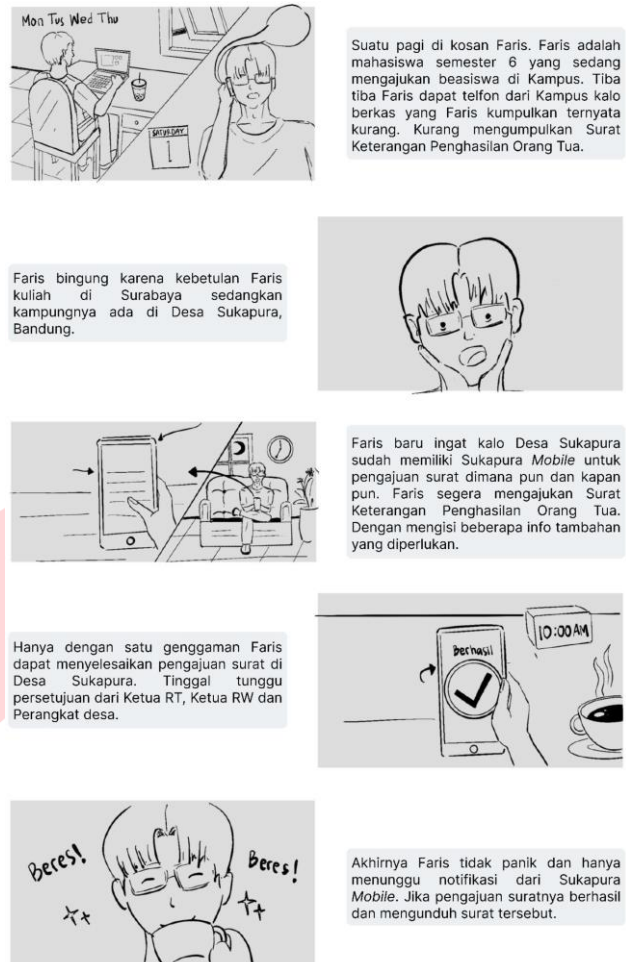 Mon Tus Wed Thu
SATURDAY
1
Suatu pagi di kosan Faris. Faris adalah
mahasiswa semester 6 yang sedang
mengajukan beasiswa di Kampus. Tiba
tiba Faris dapat telfon dari Kampus kalo
berkas yang Faris kumpulkan ternyata
kurang. Kurang mengumpulkan Surat
Keterangan Penghasilan Orang Tua.
Faris bingung karena kebetulan Faris
kuliah di Surabaya sedangkan
kampungnya ada di Desa Sukapura,
Bandung.
Faris baru ingat kalo Desa Sukapura
sudah memiliki Sukapura Mobile untuk
pengajuan surat dimana pun dan kapan
pun. Faris segera mengajukan Surat
Keterangan Penghasilan Orang Tua.
Dengan mengisi beberapa info tambahan
yang diperlukan.
Hanya dengan satu genggaman Faris
dapat menyelesaikan pengajuan surat di
Desa Sukapura. Tinggal tunggu
persetujuan dari Ketua RT, Ketua RW dan
Perangkat desa.
Berhasil
10:00 AM
Beres!
Beres!
Akhirnya Faris tidak panik dan hanya
menunggu notifikasi dari Sukapura
Mobile. Jika pengajuan suratnya berhasil
dan mengunduh surat tersebut.